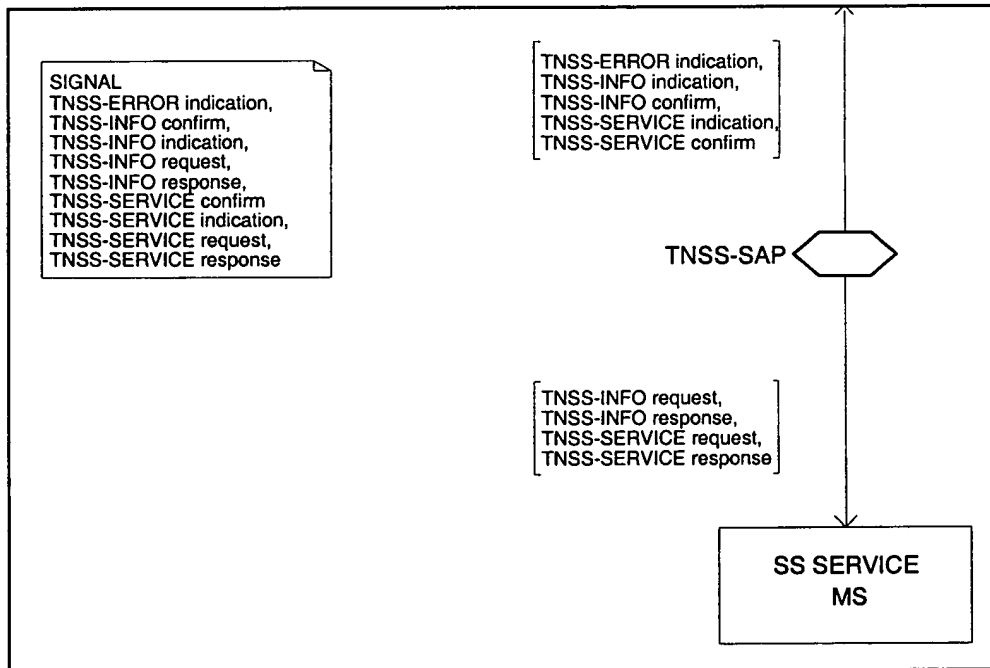 SIGNAL
TNSS-ERROR indication,
TNSS-INFO confirm,
TNSS-INFO indication,
TNSS-INFO request,
TNSS-INFO response,
TNSS-SERVICE confirm
TNSS-SERVICE indication,
TNSS-SERVICE request,
TNSS-SERVICE response
TNSS-ERROR indication,
TNSS-INFO indication,
TNSS-INFO confirm,
TNSS-SERVICE indication,
TNSS-SERVICE confirm
TNSS-SAP
TNSS-INFO request,
TNSS-INFO response,
TNSS-SERVICE request,
TNSS-SERVICE response
SS SERVICE
MS